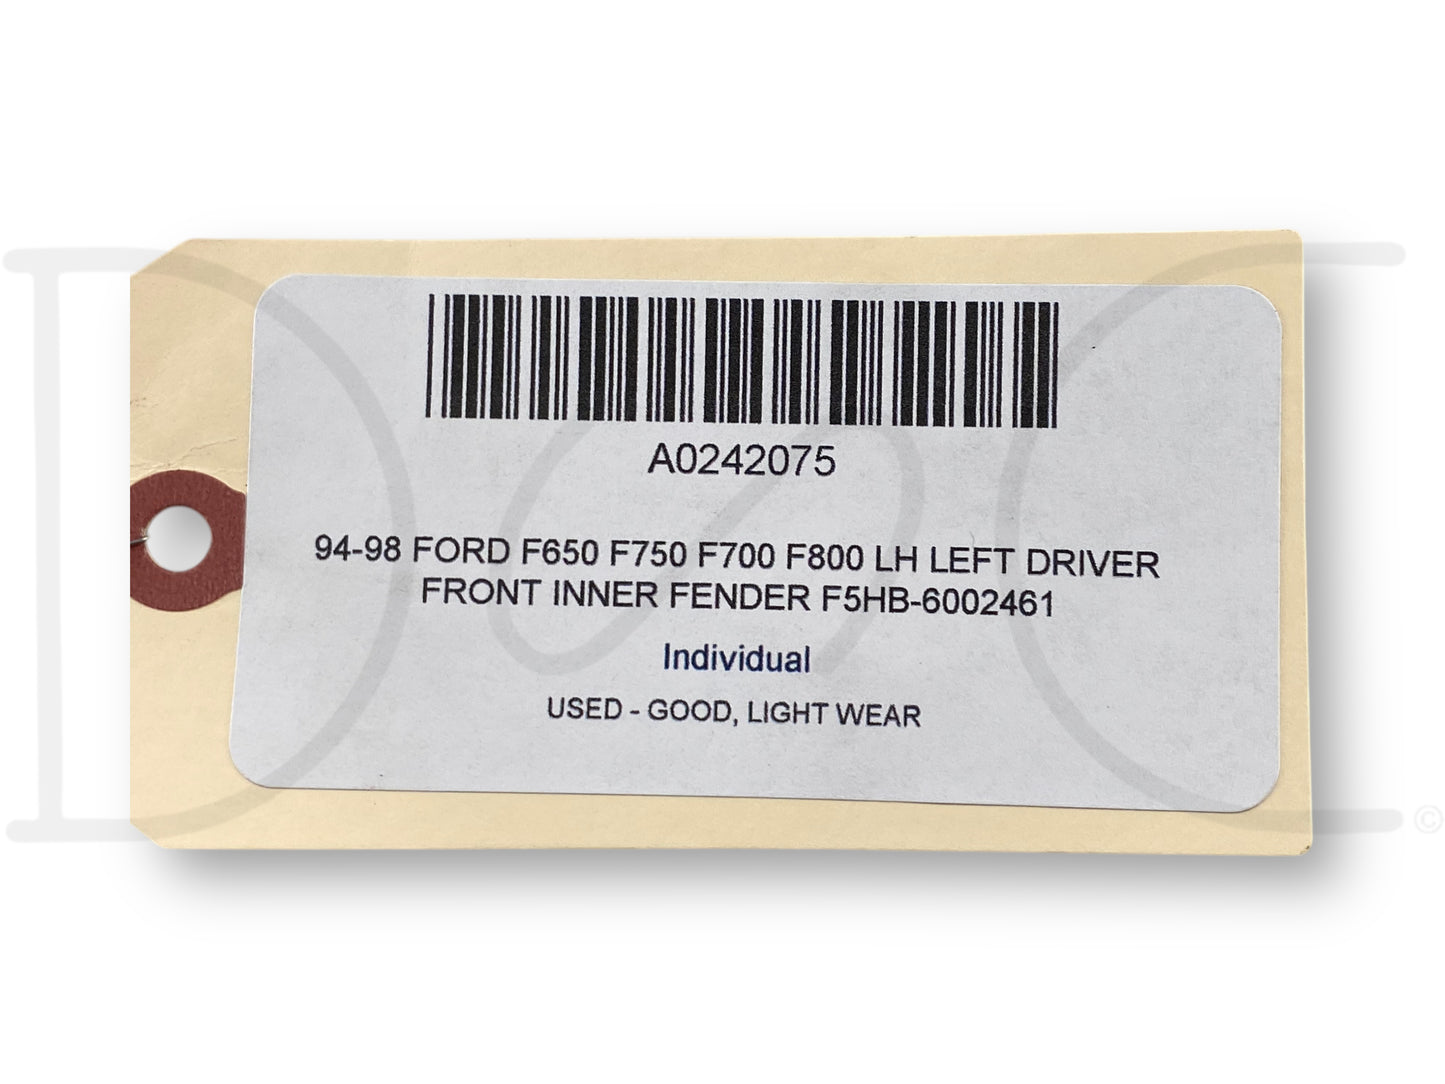 A0242075
94-98 FORD F650 F750 F700 F800 LH LEFT DRIVER
FRONT INNER FENDER F5HB-6002461
Individual
USED - GOOD, LIGHT WEAR
©